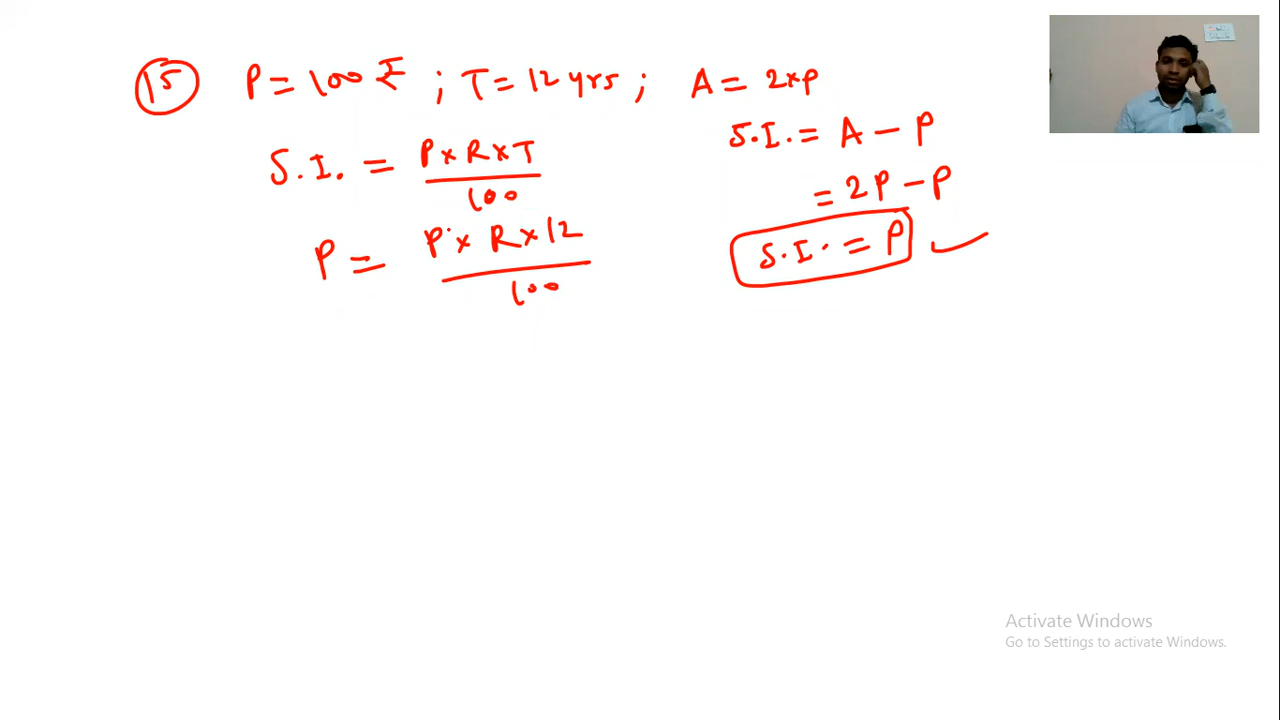 15 P = 100 ₹ ; T = 12 yrs ; A = 2×P
S.I. = P × R × T / 100
S.I. = A − P
= 2P − P
P = P × R × 12 / 100
S.I. = P
Activate Windows
Go to Settings to activate Windows.